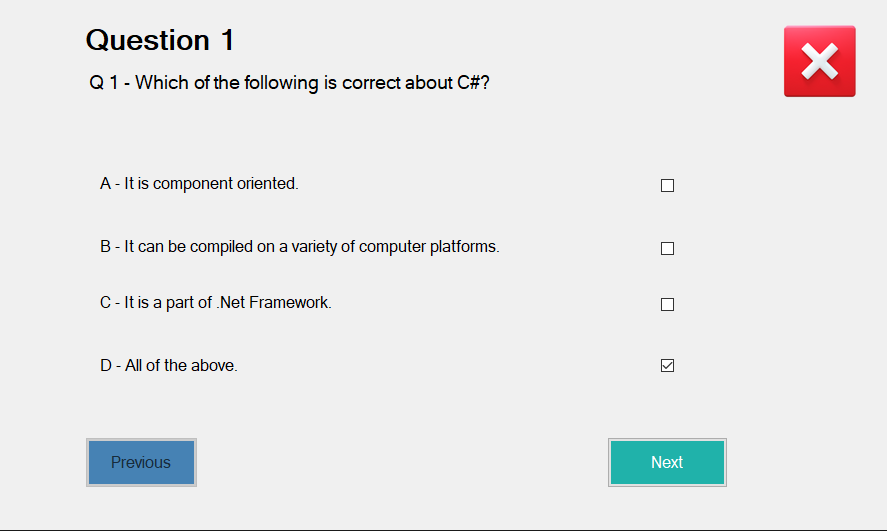 Question 1
Q 1 - Which of the following is correct about C#?
A - It is component oriented.
B - It can be compiled on a variety of computer platforms.
C - It is a part of .Net Framework.
D - All of the above.
Previous
Next